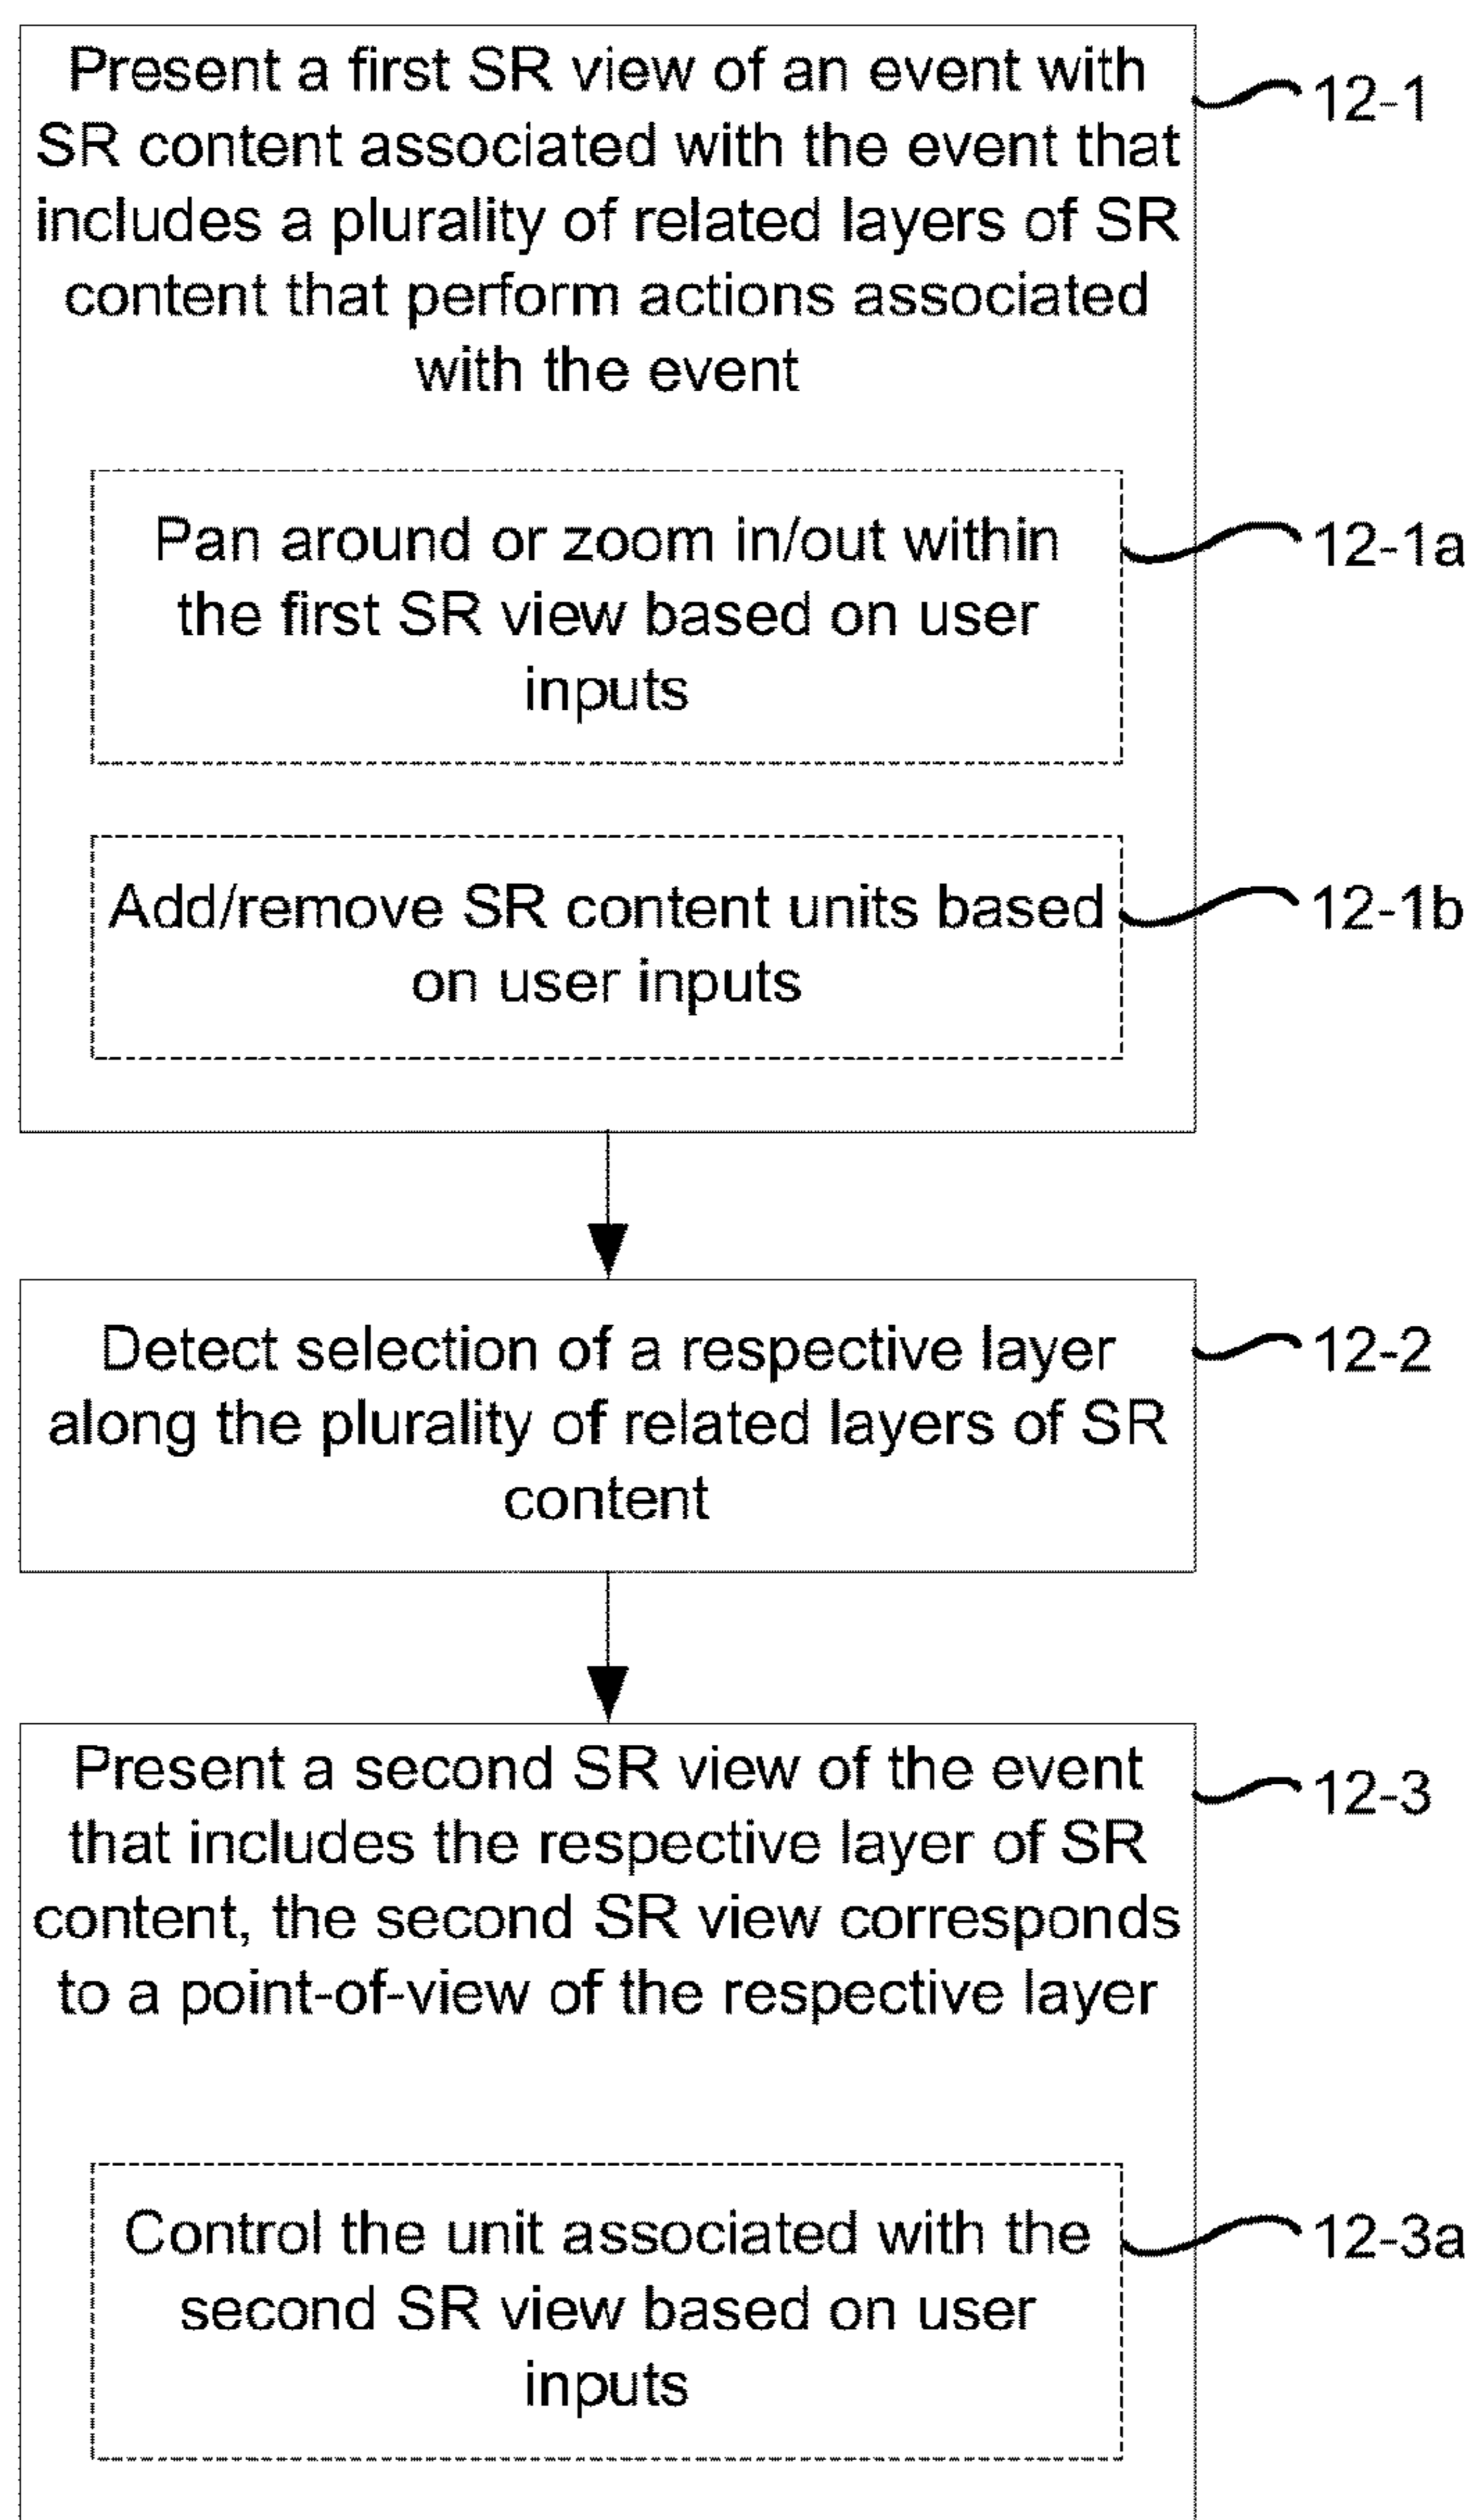 Present a first SR view of an event with
SR content associated with the event that
includes a plurality of related layers of SR
content that perform actions associated
with the event
12-1
Pan around or zoom in/out within
the first SR view based on user
inputs
12-1a
Add/remove SR content units based
on user inputs
12-1b
Detect selection of a respective layer
along the plurality of related layers of SR
content
12-2
Present a second SR view of the event
that includes the respective layer of SR
content, the second SR view corresponds
to a point-of-view of the respective layer
12-3
Control the unit associated with the
second SR view based on user
inputs
12-3a